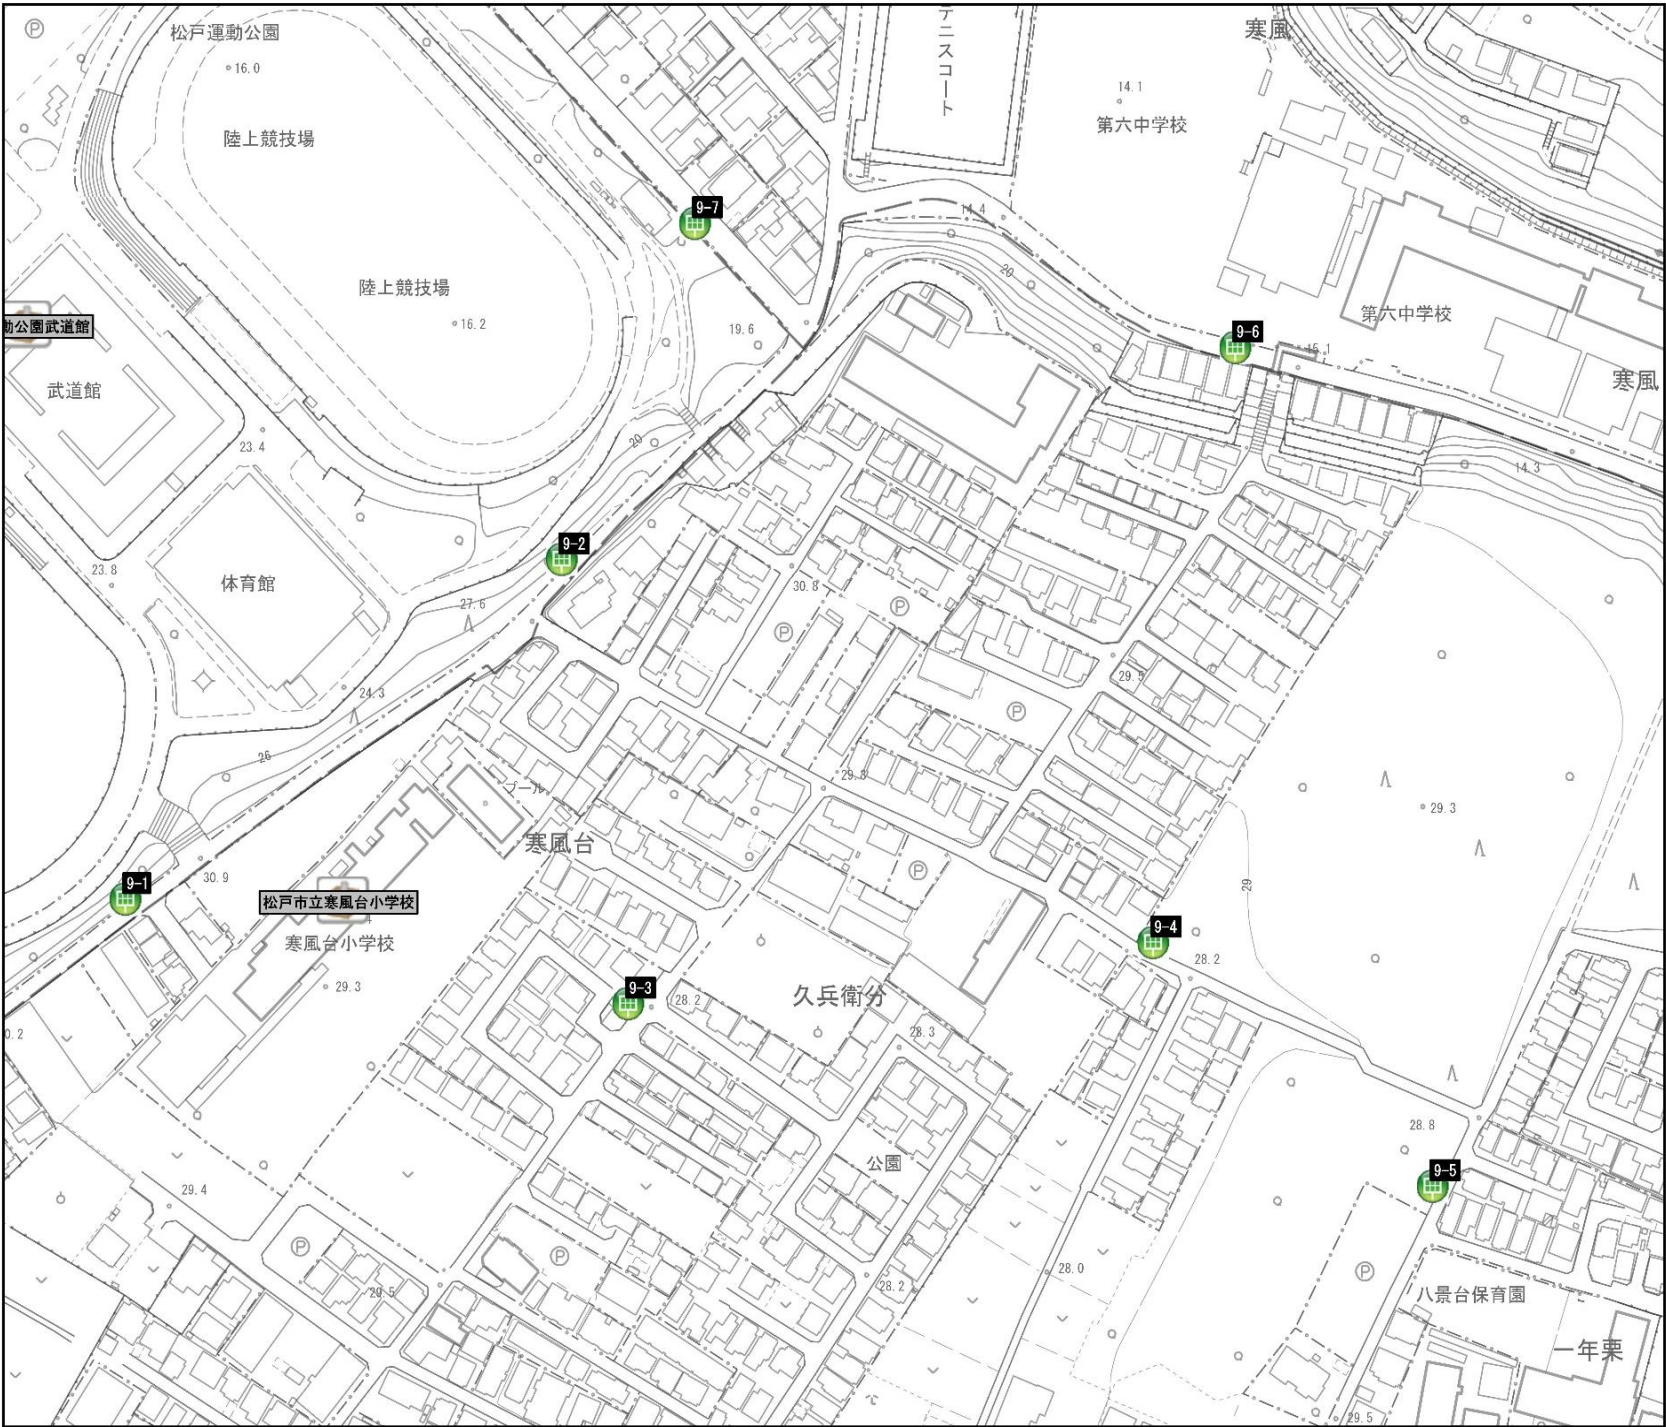 Ⓟ
松戸運動公園
16.0
陸上競技場
テニスコート
14.1
第六中学校
寒風
9-7
14.4
20
陸上競技場
16.2
19.6
動公園武道館
武道館
9-6
15.1
第六中学校
寒風
23.4
20
14.3
9-2
23.8
体育館
27.6
30.8
Ⓟ
Ⓟ
24.3
29.5
Ⓟ
26
プール
29.3
29.3
寒風台
Ⓟ
9-1
30.9
松戸市立寒風台小学校
寒風台小学校
29.3
29
9-4
28.2
9-3
28.2
久兵衛分
28.3
0.2
28.8
公園
9-5
29.4
Ⓟ
Ⓟ
29.5
28.2
28.0
Ⓟ
八景台保育園
一年栗
29.5